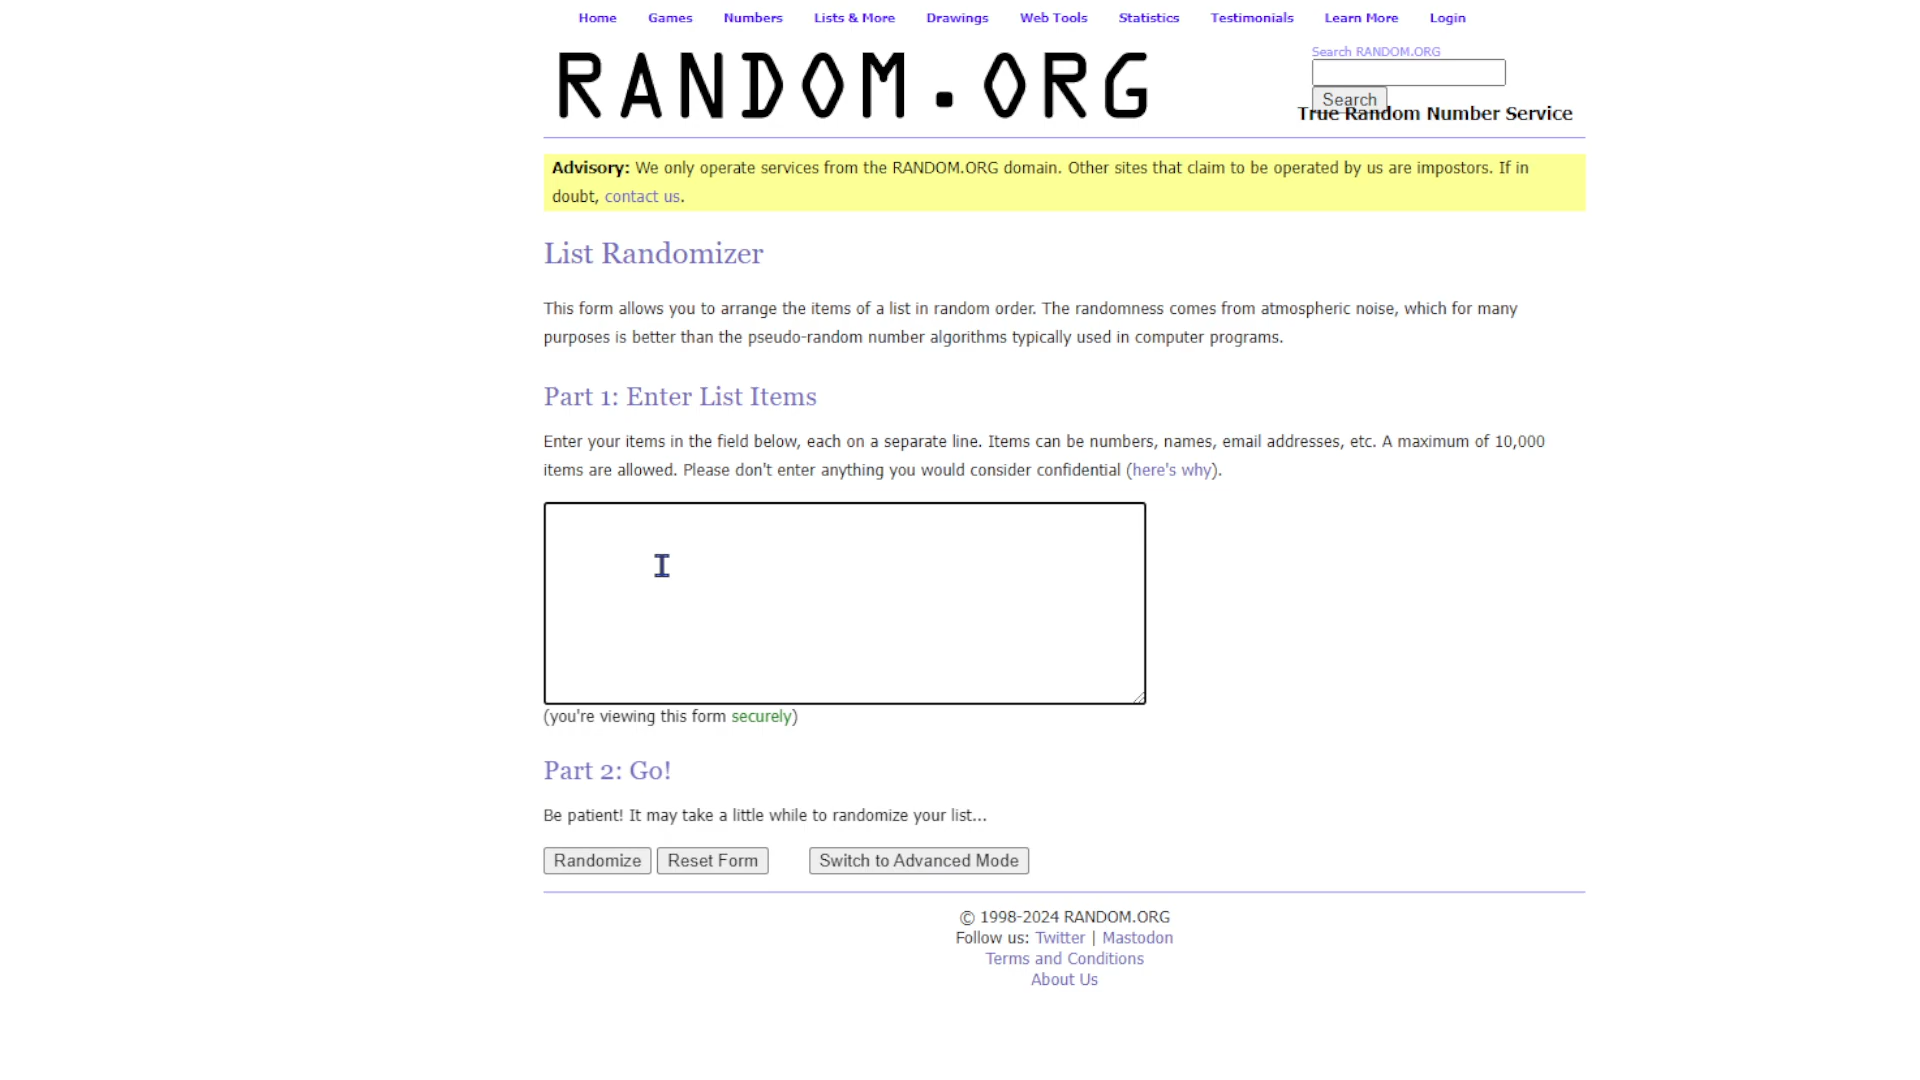 Home Games Numbers Lists & More Drawings Web Tools Statistics Testimonials Learn More Login
RANDOM.ORG
Search RANDOM.ORG
Search
True Random Number Service
Advisory: We only operate services from the RANDOM.ORG domain. Other sites that claim to be operated by us are impostors. If in
doubt, contact us.
List Randomizer
This form allows you to arrange the items of a list in random order. The randomness comes from atmospheric noise, which for many
purposes is better than the pseudo-random number algorithms typically used in computer programs.
Part 1: Enter List Items
Enter your items in the field below, each on a separate line. Items can be numbers, names, email addresses, etc. A maximum of 10,000
items are allowed. Please don't enter anything you would consider confidential (here's why).
(you're viewing this form securely)
Part 2: Go!
Be patient! It may take a little while to randomize your list...
Randomize Reset Form Switch to Advanced Mode
© 1998-2024 RANDOM.ORG
Follow us: Twitter | Mastodon
Terms and Conditions
About Us